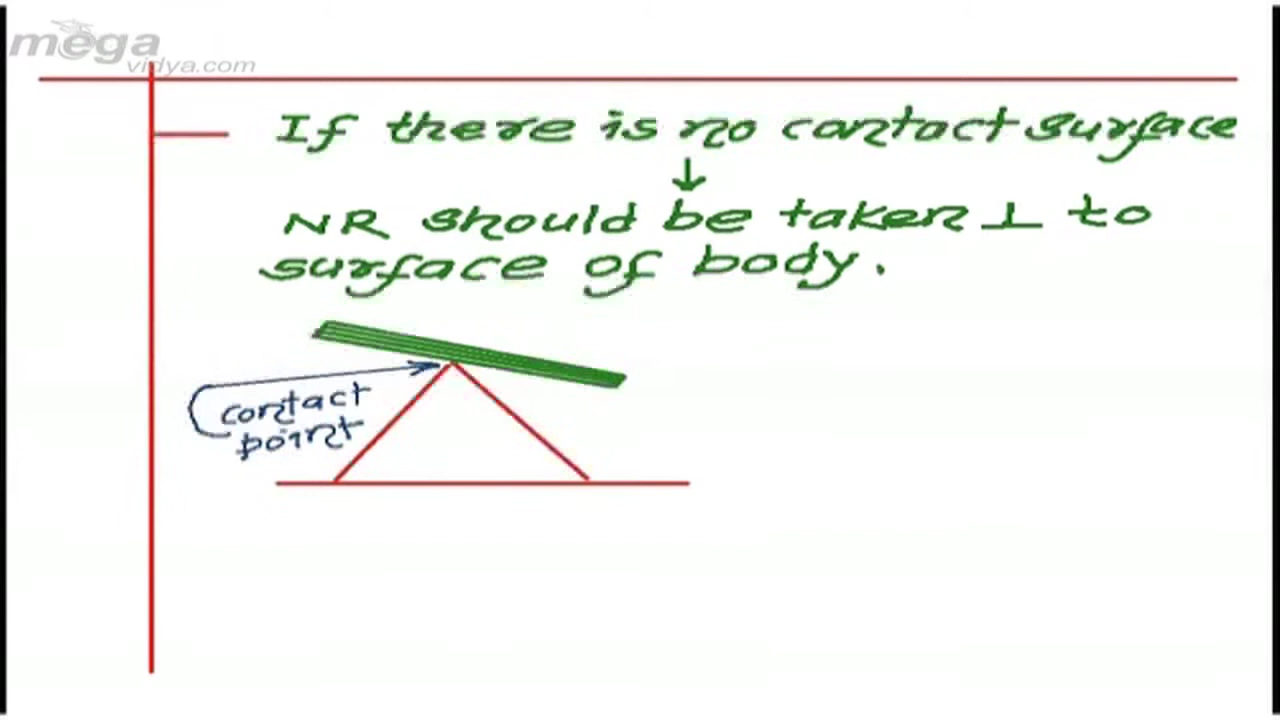 mega
vidya.com
If there is no contact surface
↓
NR should be taken ⊥ to
surface of body.
contact
point